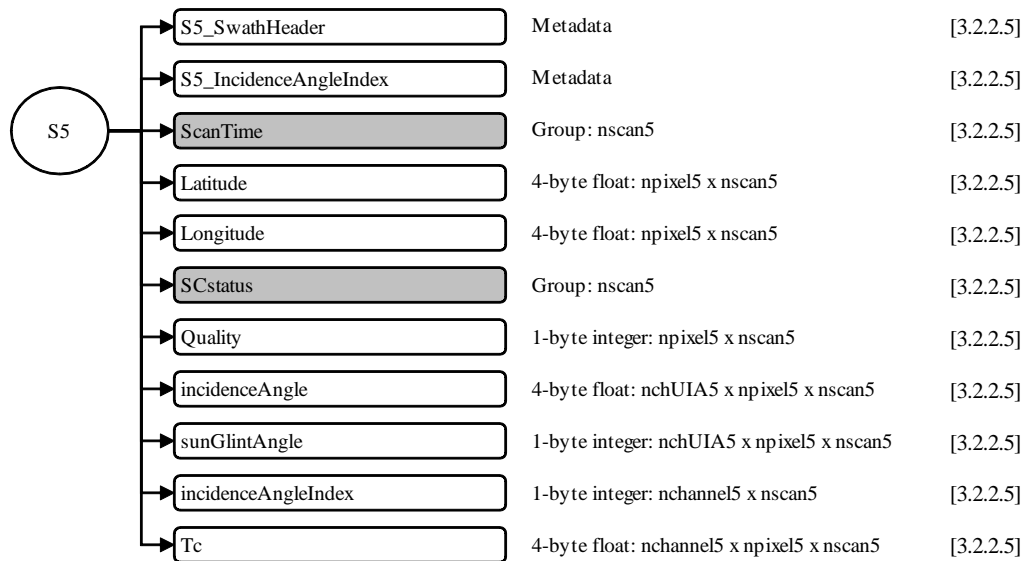 S5_SwathHeader Metadata [3.2.2.5]
S5_IncidenceAngleIndex Metadata [3.2.2.5]
S5
ScanTime Group: nscan5 [3.2.2.5]
Latitude 4-byte float: npixel5 x nscan5 [3.2.2.5]
Longitude 4-byte float: npixel5 x nscan5 [3.2.2.5]
SCstatus Group: nscan5 [3.2.2.5]
Quality 1-byte integer: npixel5 x nscan5 [3.2.2.5]
incidenceAngle 4-byte float: nchUIA5 x npixel5 x nscan5 [3.2.2.5]
sunGlintAngle 1-byte integer: nchUIA5 x npixel5 x nscan5 [3.2.2.5]
incidenceAngleIndex 1-byte integer: nchannel5 x nscan5 [3.2.2.5]
Tc 4-byte float: nchannel5 x npixel5 x nscan5 [3.2.2.5]